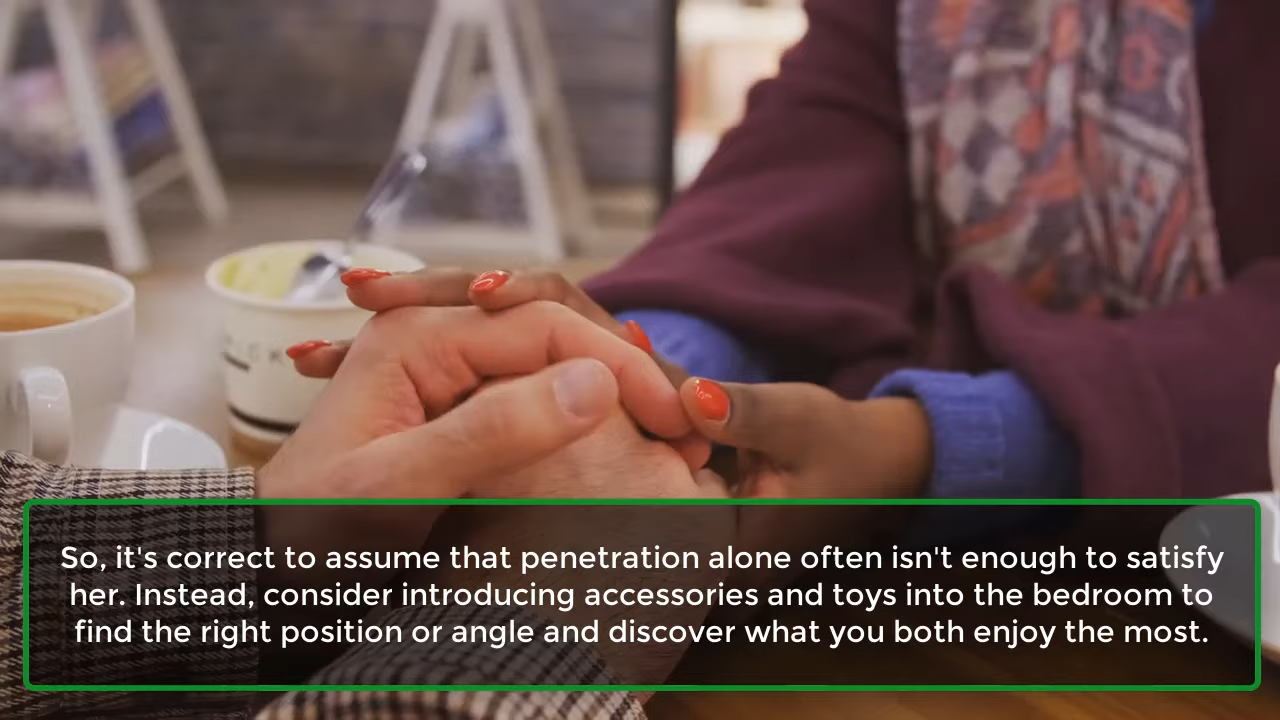 So, it's correct to assume that penetration alone often isn't enough to satisfy
her. Instead, consider introducing accessories and toys into the bedroom to
find the right position or angle and discover what you both enjoy the most.